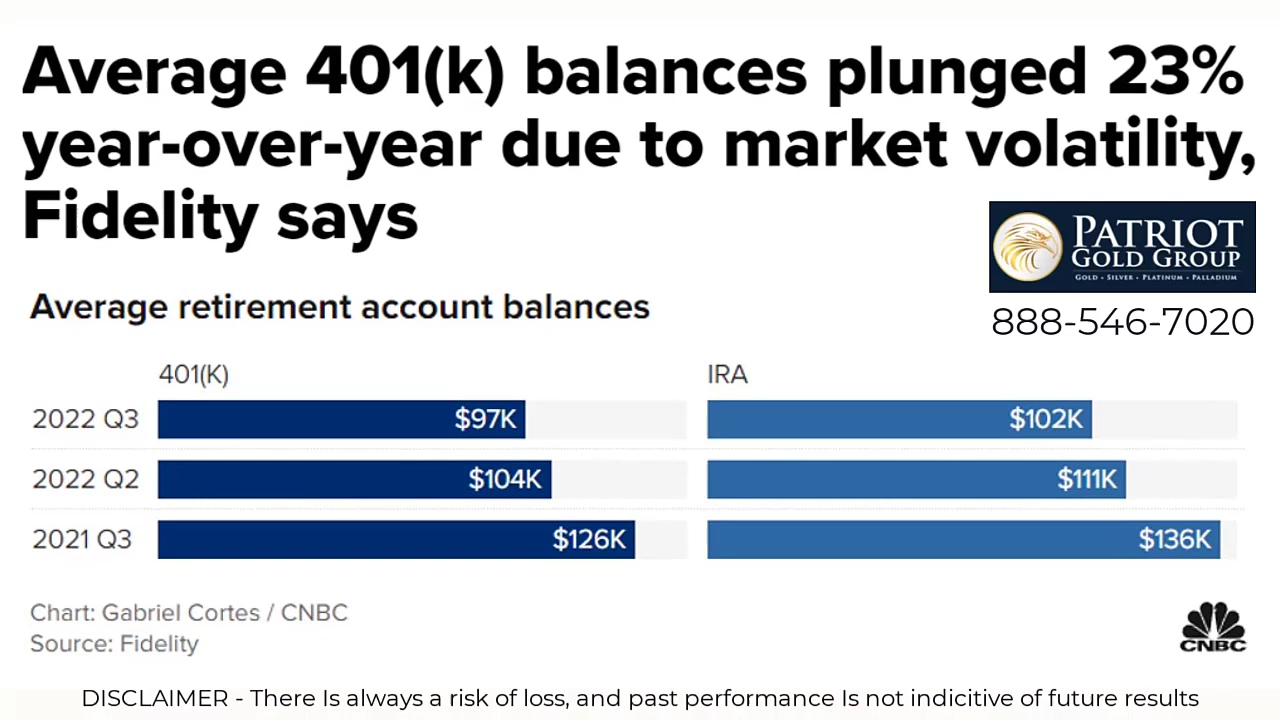 Average 401(k) balances plunged 23%
year-over-year due to market volatility,
Fidelity says
PATRIOT
GOLD GROUP
GOLD • SILVER • PLATINUM • PALLADIUM
888-546-7020
Average retirement account balances
401(K) IRA
2022 Q3 $97K $102K
2022 Q2 $104K $111K
2021 Q3 $126K $136K
Chart: Gabriel Cortes / CNBC
Source: Fidelity
CNBC
DISCLAIMER - There Is always a risk of loss, and past performance Is not indicitive of future results